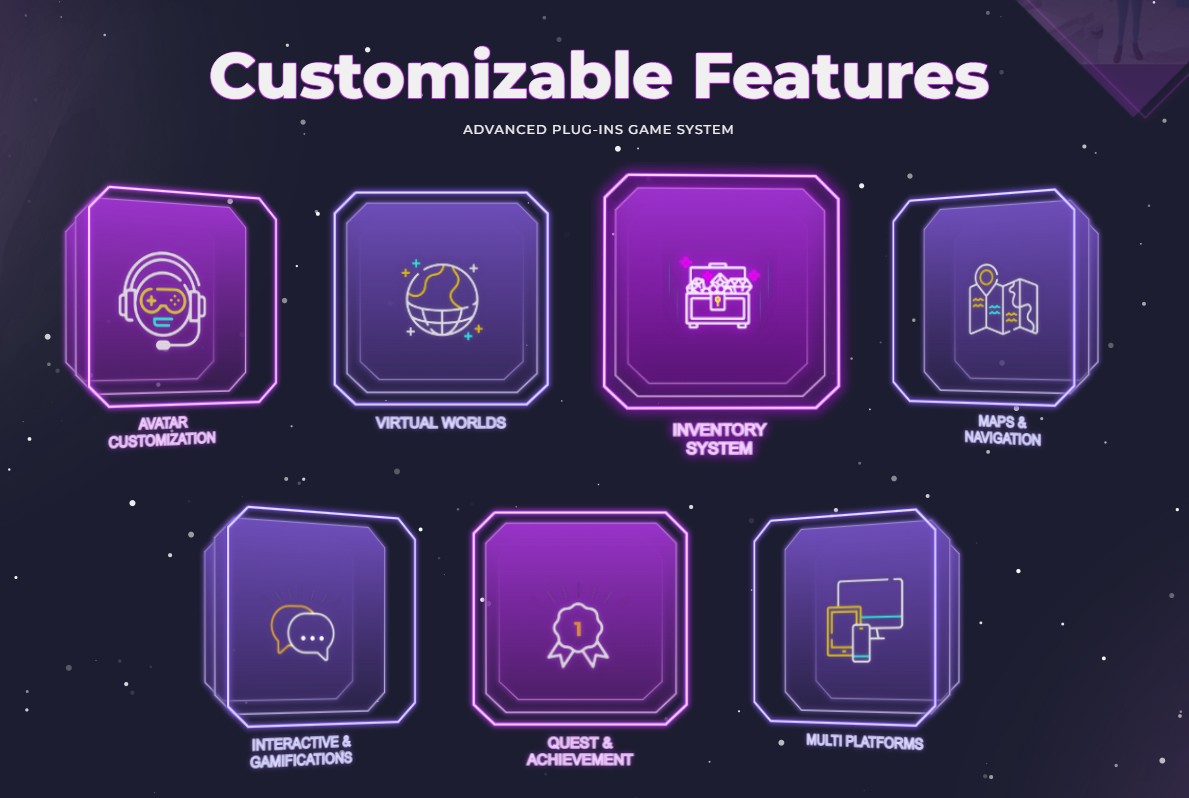 Customizable Features
ADVANCED PLUG-INS GAME SYSTEM
AVATAR
CUSTOMIZATION
VIRTUAL WORLDS
INVENTORY
SYSTEM
MAPS &
NAVIGATION
INTERACTIVE &
GAMIFICATIONS
1
QUEST &
ACHIEVEMENT
MULTI PLATFORMS